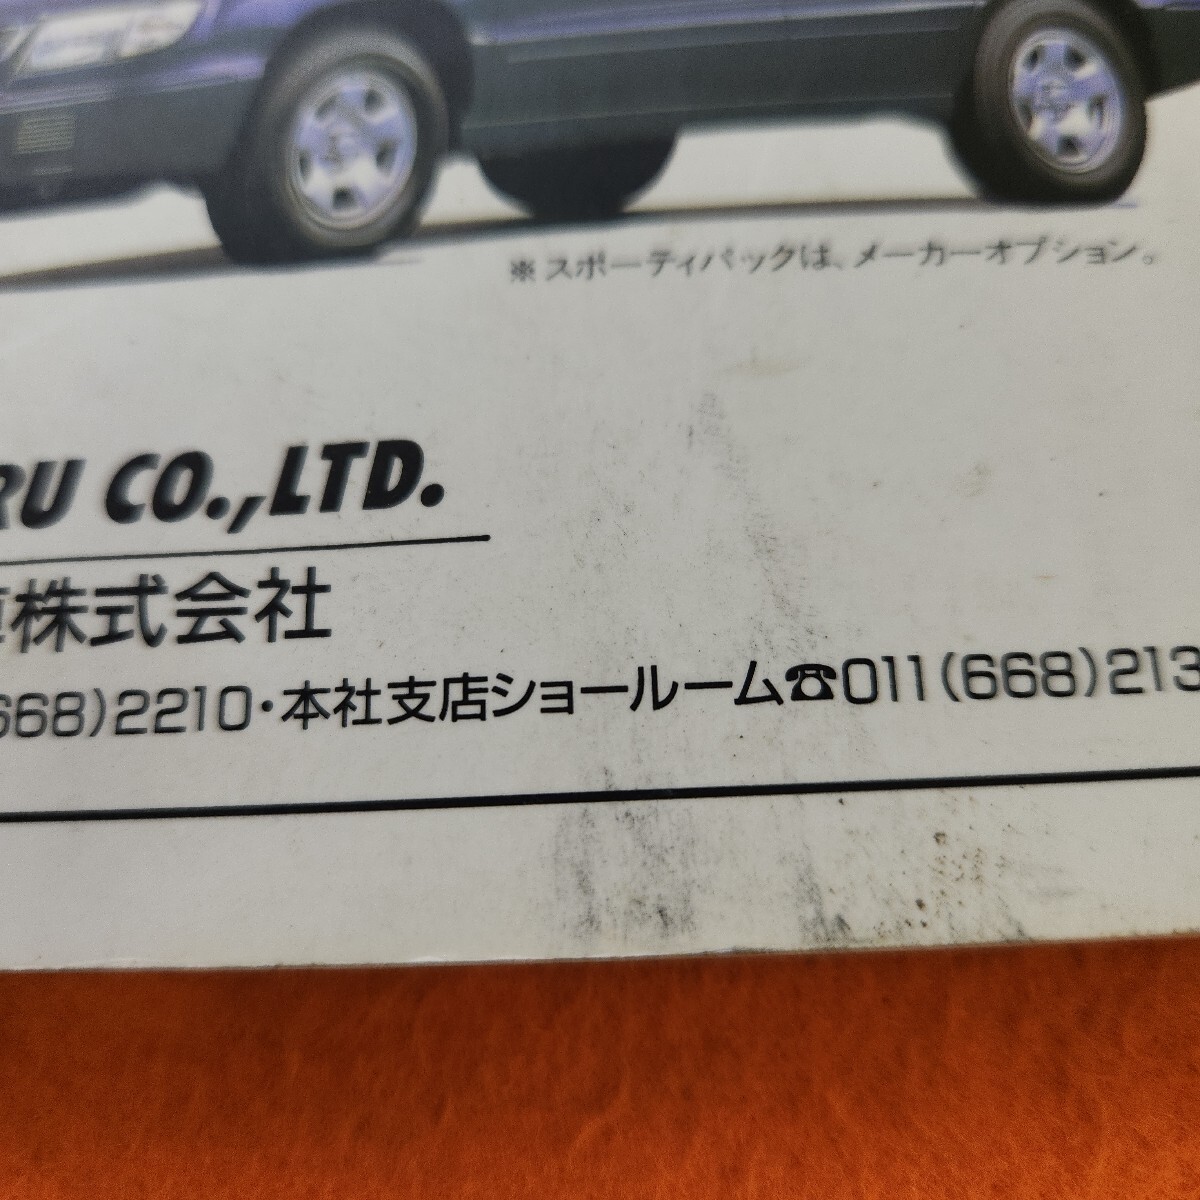 ※スポーティパックは、メーカーオプション。
RU CO.,LTD.
車株式会社
668)2210・本社支店ショールーム☎011(668)213